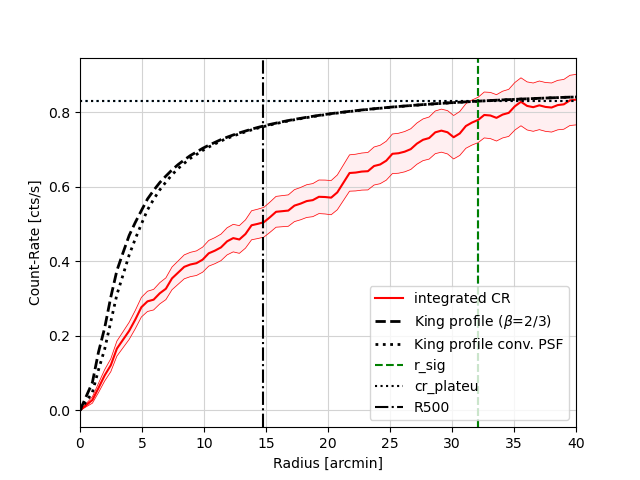 0.8
0.6
0.4
0.2
0.0
Count-Rate [cts/s]
integrated CR
King profile (β=2/3)
King profile conv. PSF
r_sig
cr_plateu
R500
0 5 10 15 20 25 30 35 40
Radius [arcmin]